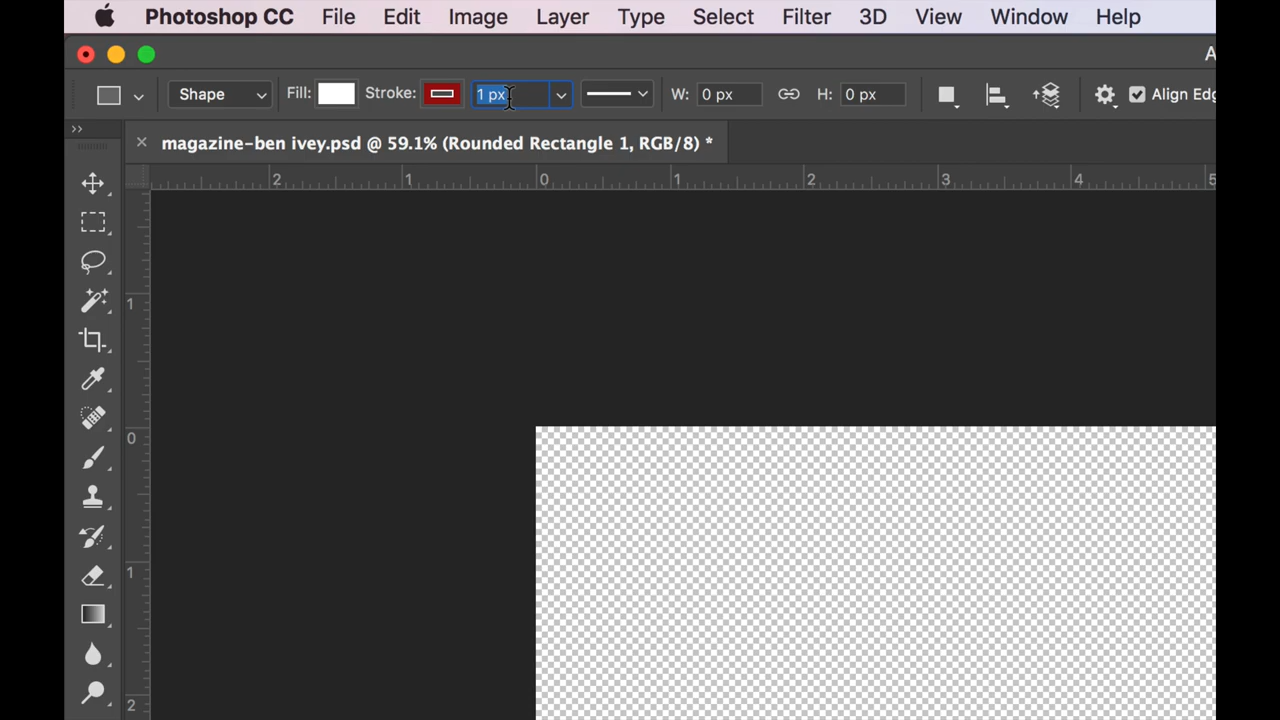 Photoshop CC File Edit Image Layer Type Select Filter 3D View Window Help
A
Shape Fill: Stroke: 1 px W: 0 px H: 0 px Align Edg
magazine-ben ivey.psd @ 59.1% (Rounded Rectangle 1, RGB/8) *
2 1 0 1 2 3 4 5
1
0
1
2